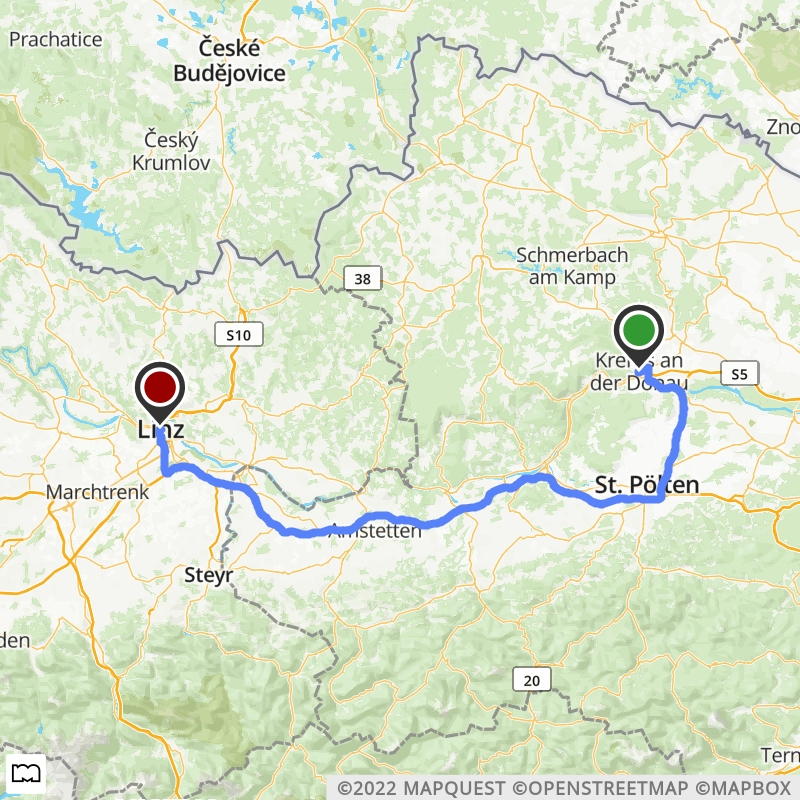 Prachatice
České
Budějovice
Český
Krumlov
Zno
Schmerbach
am Kamp
38
S10
Krems an
der Donau
S5
Linz
Marchtrenk
St. Pölten
Amstetten
Steyr
den
20
Tern
©2022 MAPQUEST ©OPENSTREETMAP ©MAPBOX